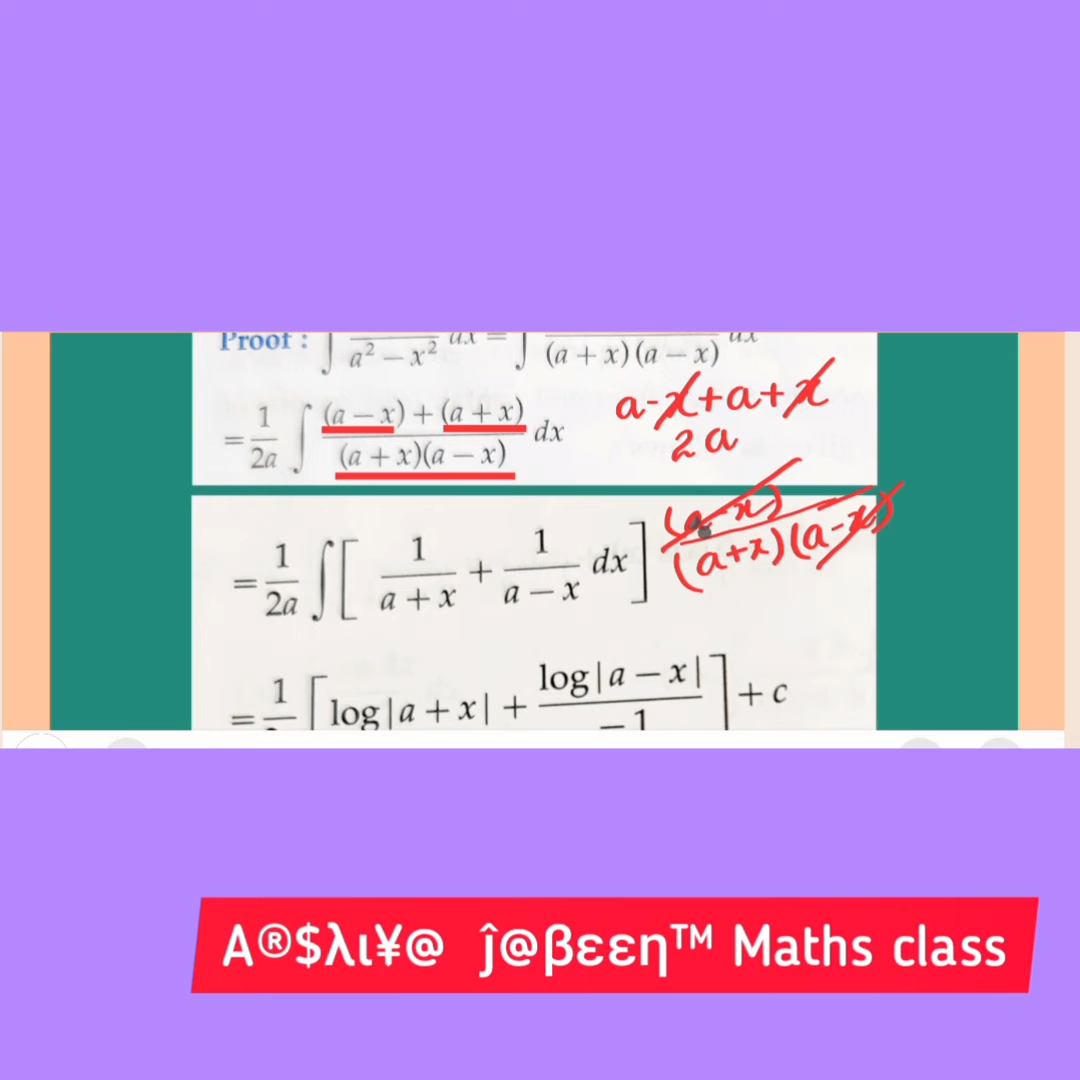 Proof : ∫ 1/(a² − x²) dx = ∫ 1/((a + x)(a − x)) dx
= 1/2a ∫ ((a − x) + (a + x))/((a + x)(a − x)) dx
a-x+a+x
2a
= 1/2a ∫ [ 1/(a + x) + 1/(a − x) dx ]
(a-x)/(a+x)(a-x)
= 1/ [ log|a + x| + log|a − x|/−1 ] + c
A®$λι¥@ ĵ@βεεη™ Maths class